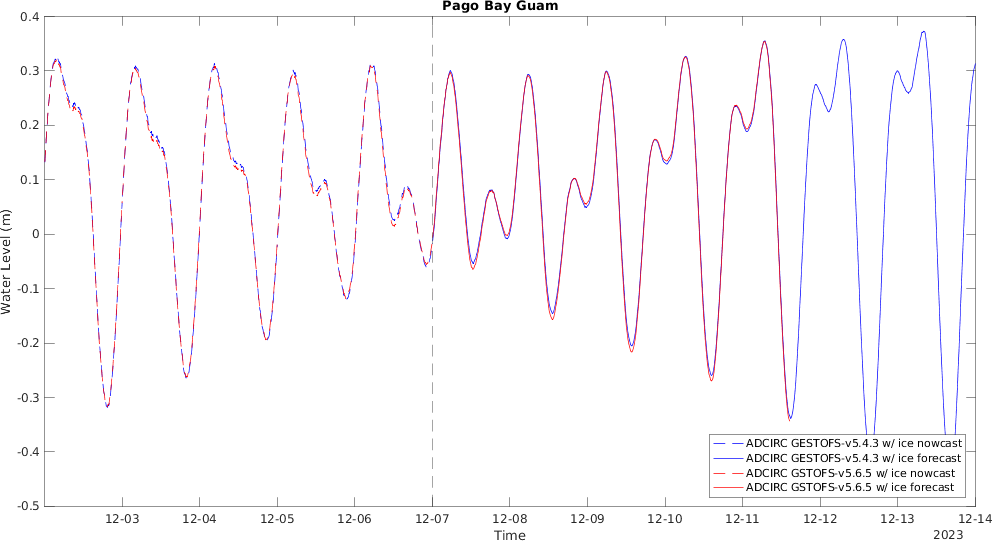 Pago Bay Guam
0.4
0.3
0.2
0.1
0
-0.1
-0.2
-0.3
-0.4
-0.5
Water Level (m)
ADCIRC GESTOFS-v5.4.3 w/ ice nowcast
ADCIRC GESTOFS-v5.4.3 w/ ice forecast
ADCIRC GSTOFS-v5.6.5 w/ ice nowcast
ADCIRC GSTOFS-v5.6.5 w/ ice forecast
12-03 12-04 12-05 12-06 12-07 12-08 12-09 12-10 12-11 12-12 12-13 12-14
Time
2023